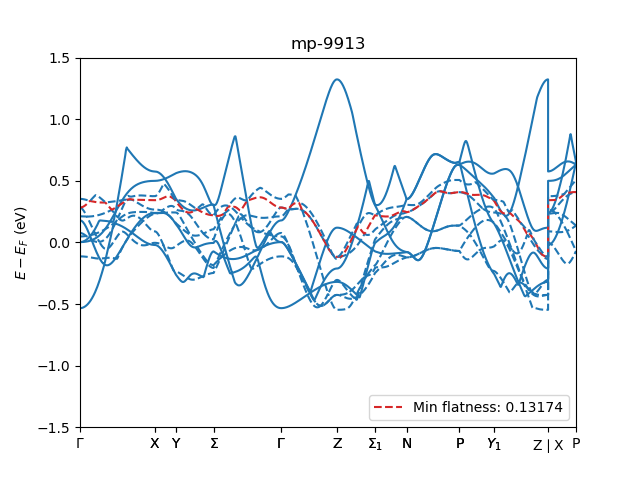 mp-9913
1.5
1.0
0.5
0.0
−0.5
−1.0
−1.5
E − E_F (eV)
Min flatness: 0.13174
Γ X Y Σ Γ Z Σ₁ N P Y₁ Z | X P